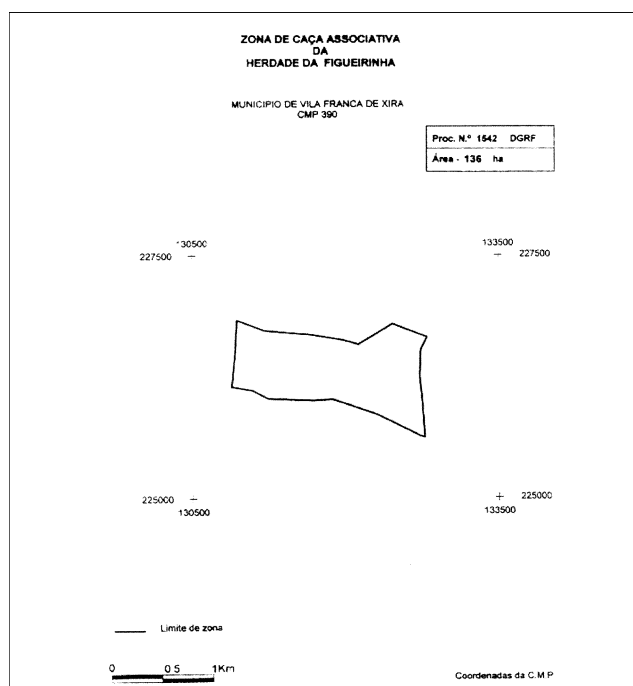 ZONA DE CAÇA ASSOCIATIVA
DA
HERDADE DA FIGUEIRINHA
MUNICIPIO DE VILA FRANCA DE XIRA
CMP 390
Proc. N.º 1542 DGRF
Área - 136 ha
130500
133500
227500
227500
225000
225000
130500
133500
Limite de zona
0 0 5 1Km
Coordenadas da C.M.P